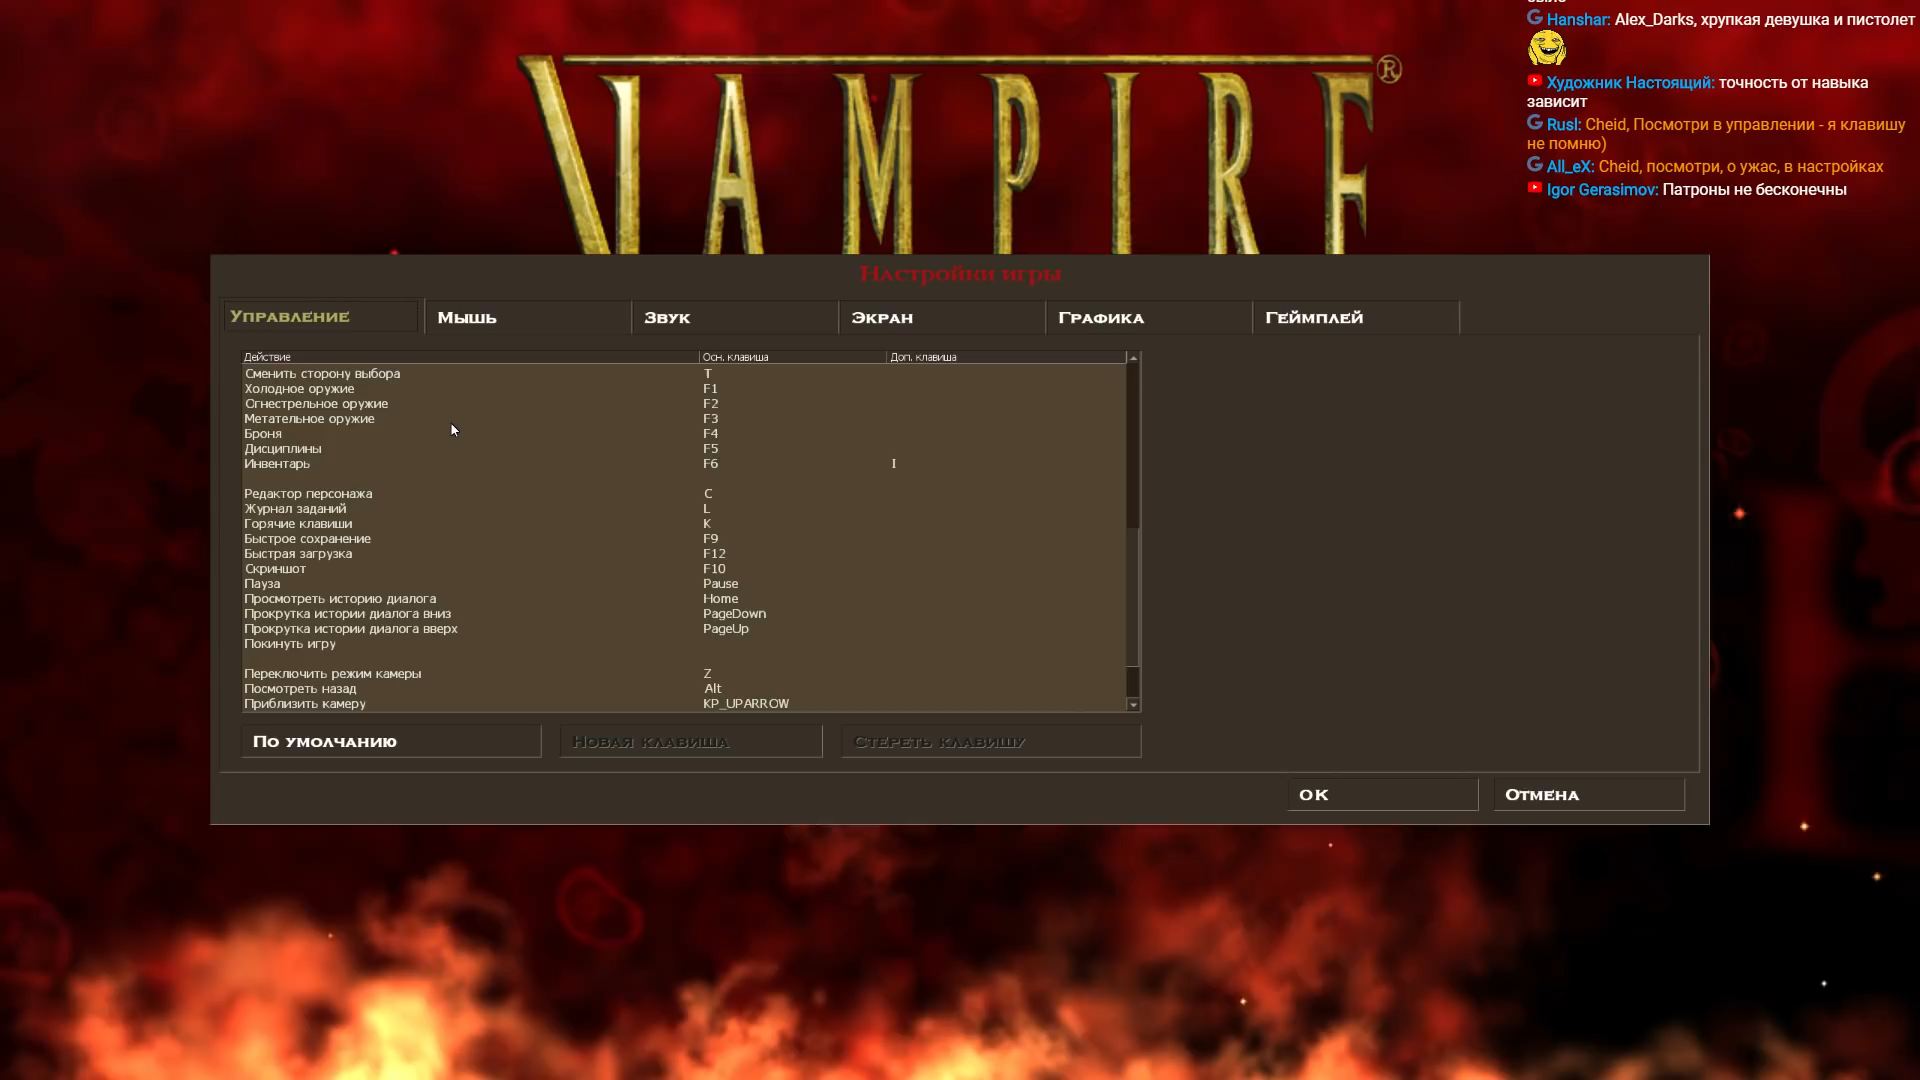 было
Hanshar: Alex_Darks, хрупкая девушка и пистолет
Художник Настоящий: точность от навыка
зависит
Rusl: Cheid, Посмотри в управлении - я клавишу
не помню)
All_eX: Cheid, посмотри, о ужас, в настройках
Igor Gerasimov: Патроны не бесконечны
VAMPIRE®
Настройки игры
Управление Мышь Звук Экран Графика Геймплей
Действие Осн. клавиша Доп. клавиша
Сменить сторону выбора T
Холодное оружие F1
Огнестрельное оружие F2
Метательное оружие F3
Броня F4
Дисциплины F5
Инвентарь F6 I
Редактор персонажа C
Журнал заданий L
Горячие клавиши K
Быстрое сохранение F9
Быстрая загрузка F12
Скриншот F10
Пауза Pause
Просмотреть историю диалога Home
Прокрутка истории диалога вниз PageDown
Прокрутка истории диалога вверх PageUp
Покинуть игру
Переключить режим камеры Z
Посмотреть назад Alt
Приблизить камеру KP_UPARROW
По умолчанию Новая клавиша Стереть клавишу
OK Отмена